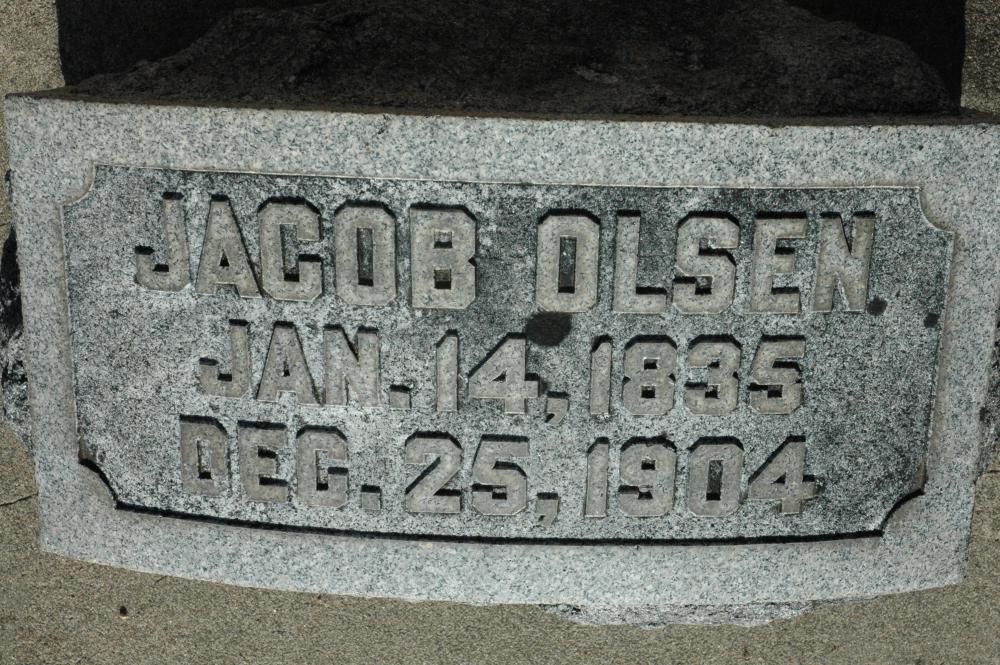 JACOB OLSEN
JAN. 14, 1835
DEC. 25, 1904